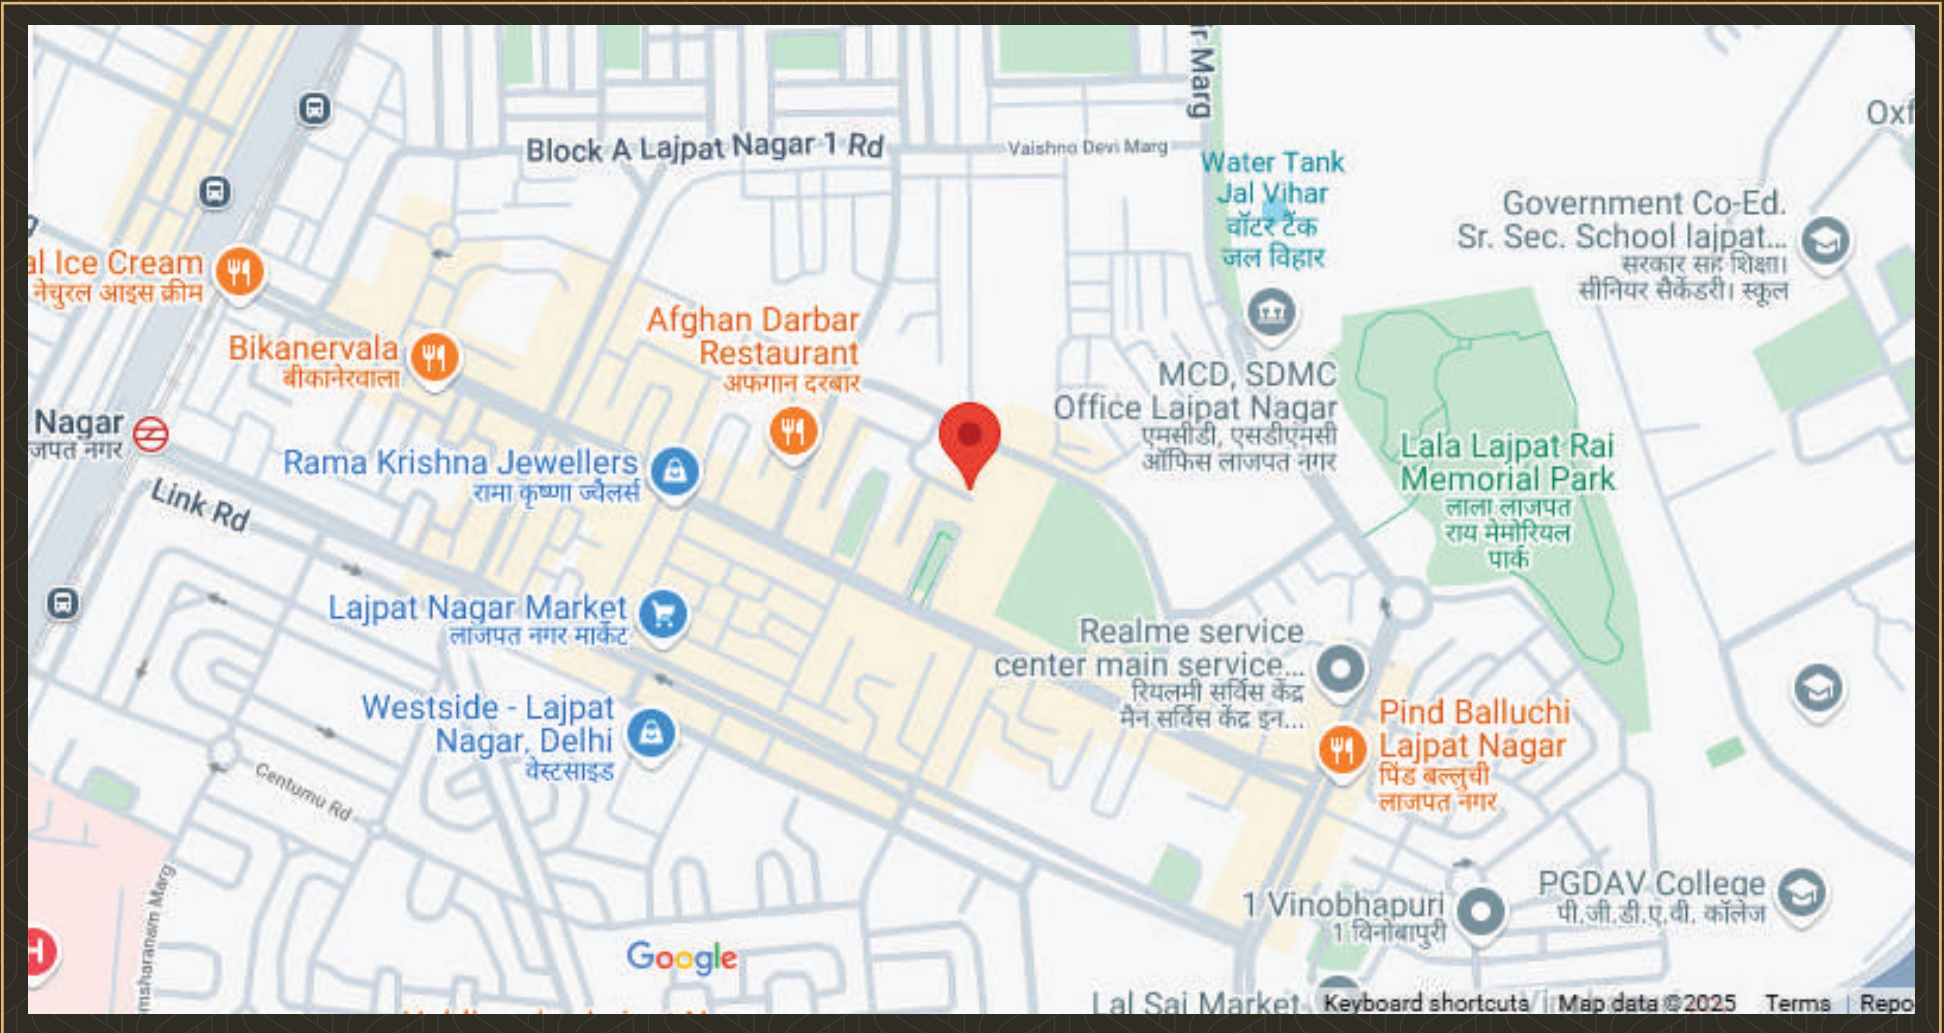 r Marg
Block A Lajpat Nagar 1 Rd
Vaishno Devi Marg
Oxf
Water Tank
Jal Vihar
वॉटर टैंक
जल विहार
Government Co-Ed.
Sr. Sec. School lajpat...
सरकार सह शिक्षा।
सीनियर सैकेंडरी। स्कूल
al Ice Cream
नेचुरल आइस क्रीम
Bikanervala
बीकानेरवाला
Afghan Darbar
Restaurant
अफगान दरबार
MCD, SDMC
Office Lajpat Nagar
एमसीडी, एसडीएमसी
ऑफिस लाजपत नगर
Nagar
जपत नगर
Rama Krishna Jewellers
रामा कृष्णा ज्वैलर्स
Lala Lajpat Rai
Memorial Park
लाला लाजपत
राय मेमोरियल
पार्क
Link Rd
Lajpat Nagar Market
लाजपत नगर मार्केट
Realme service
center main service...
रियलमी सर्विस केंद्र
मैन सर्विस केंद्र इन...
Westside - Lajpat
Nagar, Delhi
वेस्टसाइड
Pind Balluchi
Lajpat Nagar
पिंड बल्लुची
लाजपत नगर
Centumu Rd
msharanam Marg
PGDAV College
पी.जी.डी.ए.वी. कॉलेज
1 Vinobhapuri
1 विनोबापुरी
H
Google
Lal Sai Market
Keyboard shortcuts
Map data ©2025
Terms
Repo